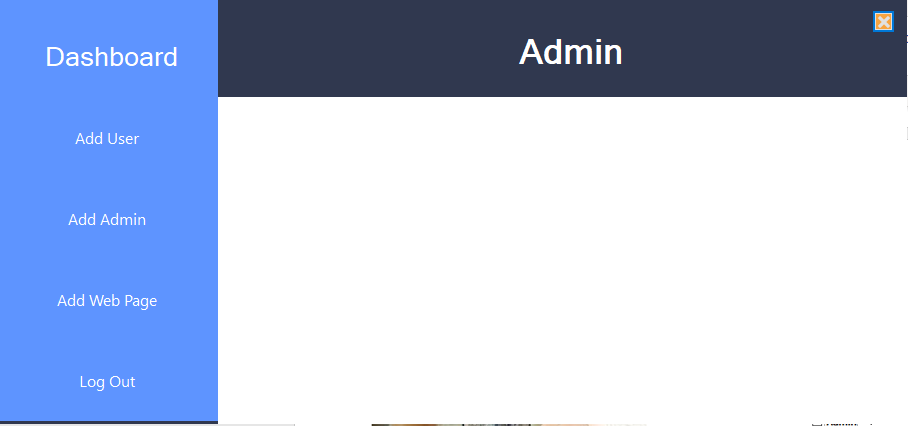 Dashboard
Admin
Add User
Add Admin
Add Web Page
Log Out